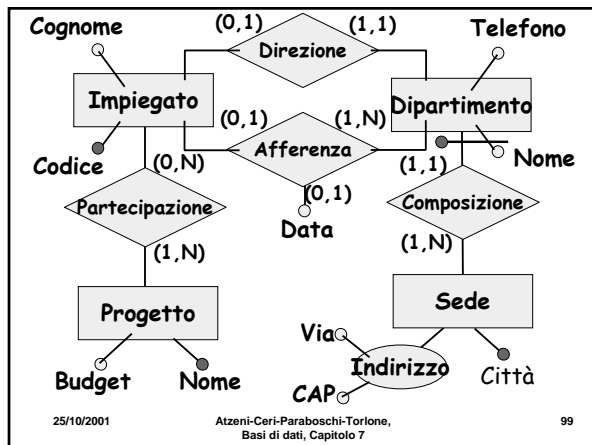 Cognome
(0,1)
(1,1)
Telefono
Direzione
Impiegato
Dipartimento
(0,1)
(1,N)
Codice
Afferenza
Nome
(0,N)
(1,1)
(0,1)
Partecipazione
Data
Composizione
(1,N)
(1,N)
Progetto
Sede
Via
Indirizzo
Budget
Nome
CAP
Città
25/10/2001
Atzeni-Ceri-Paraboschi-Torlone,
Basi di dati, Capitolo 7
99